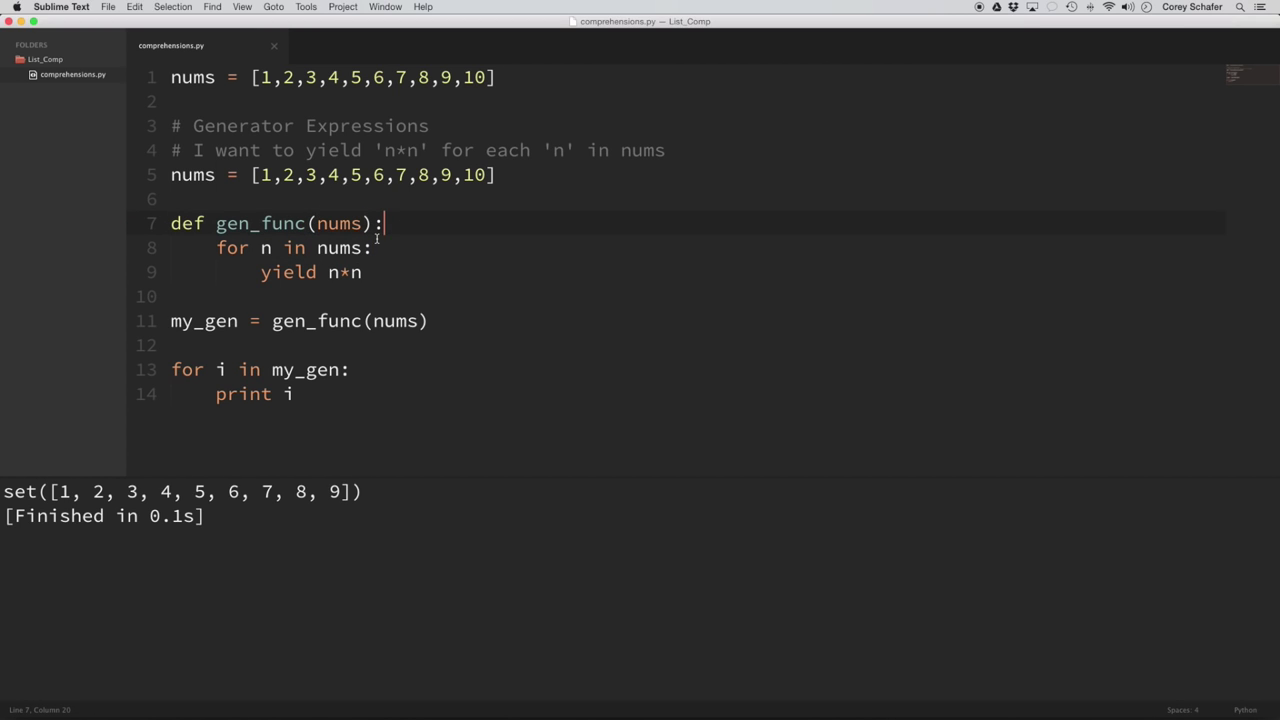 Sublime Text File Edit Selection Find View Goto Tools Project Window Help Corey Schafer
comprehensions.py — List_Comp
FOLDERS
List_Comp
comprehensions.py
comprehensions.py
1 nums = [1,2,3,4,5,6,7,8,9,10]
2
3 # Generator Expressions
4 # I want to yield 'n*n' for each 'n' in nums
5 nums = [1,2,3,4,5,6,7,8,9,10]
6
7 def gen_func(nums):
8     for n in nums:
9         yield n*n
10
11 my_gen = gen_func(nums)
12
13 for i in my_gen:
14     print i
set([1, 2, 3, 4, 5, 6, 7, 8, 9])
[Finished in 0.1s]
Line 7, Column 20 Spaces: 4 Python